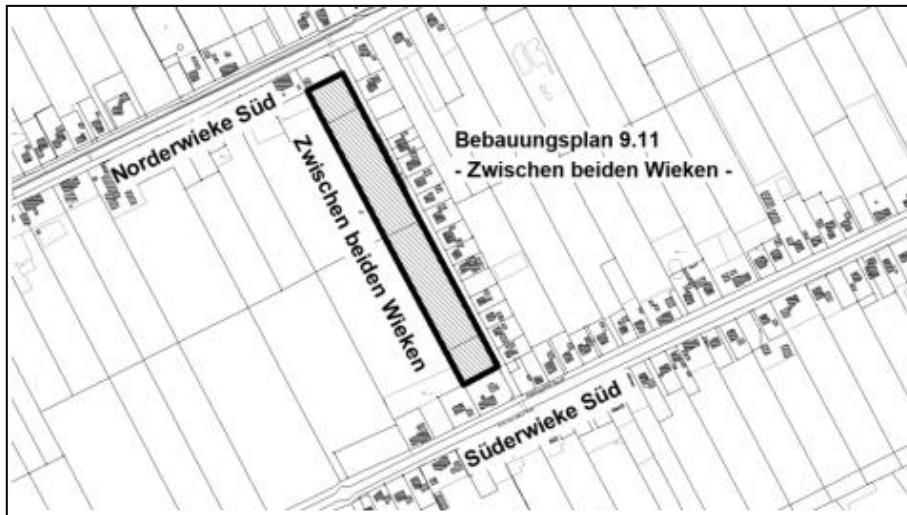 Norderwieke Süd
Zwischen beiden Wieken
Bebauungsplan 9.11
- Zwischen beiden Wieken -
Süderwieke Süd